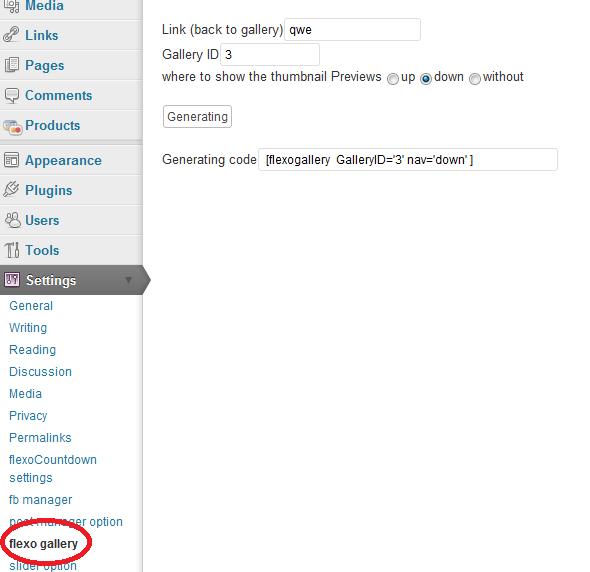 Media
Links
Pages
Comments
Products
Appearance
Plugins
Users
Tools
Settings
General
Writing
Reading
Discussion
Media
Privacy
Permalinks
flexoCountdown
settings
fb manager
post manager option
flexo gallery
slider option
Link (back to gallery) qwe
Gallery ID 3
where to show the thumbnail Previews up down without
Generating
Generating code [flexogallery GalleryID='3' nav='down' ]